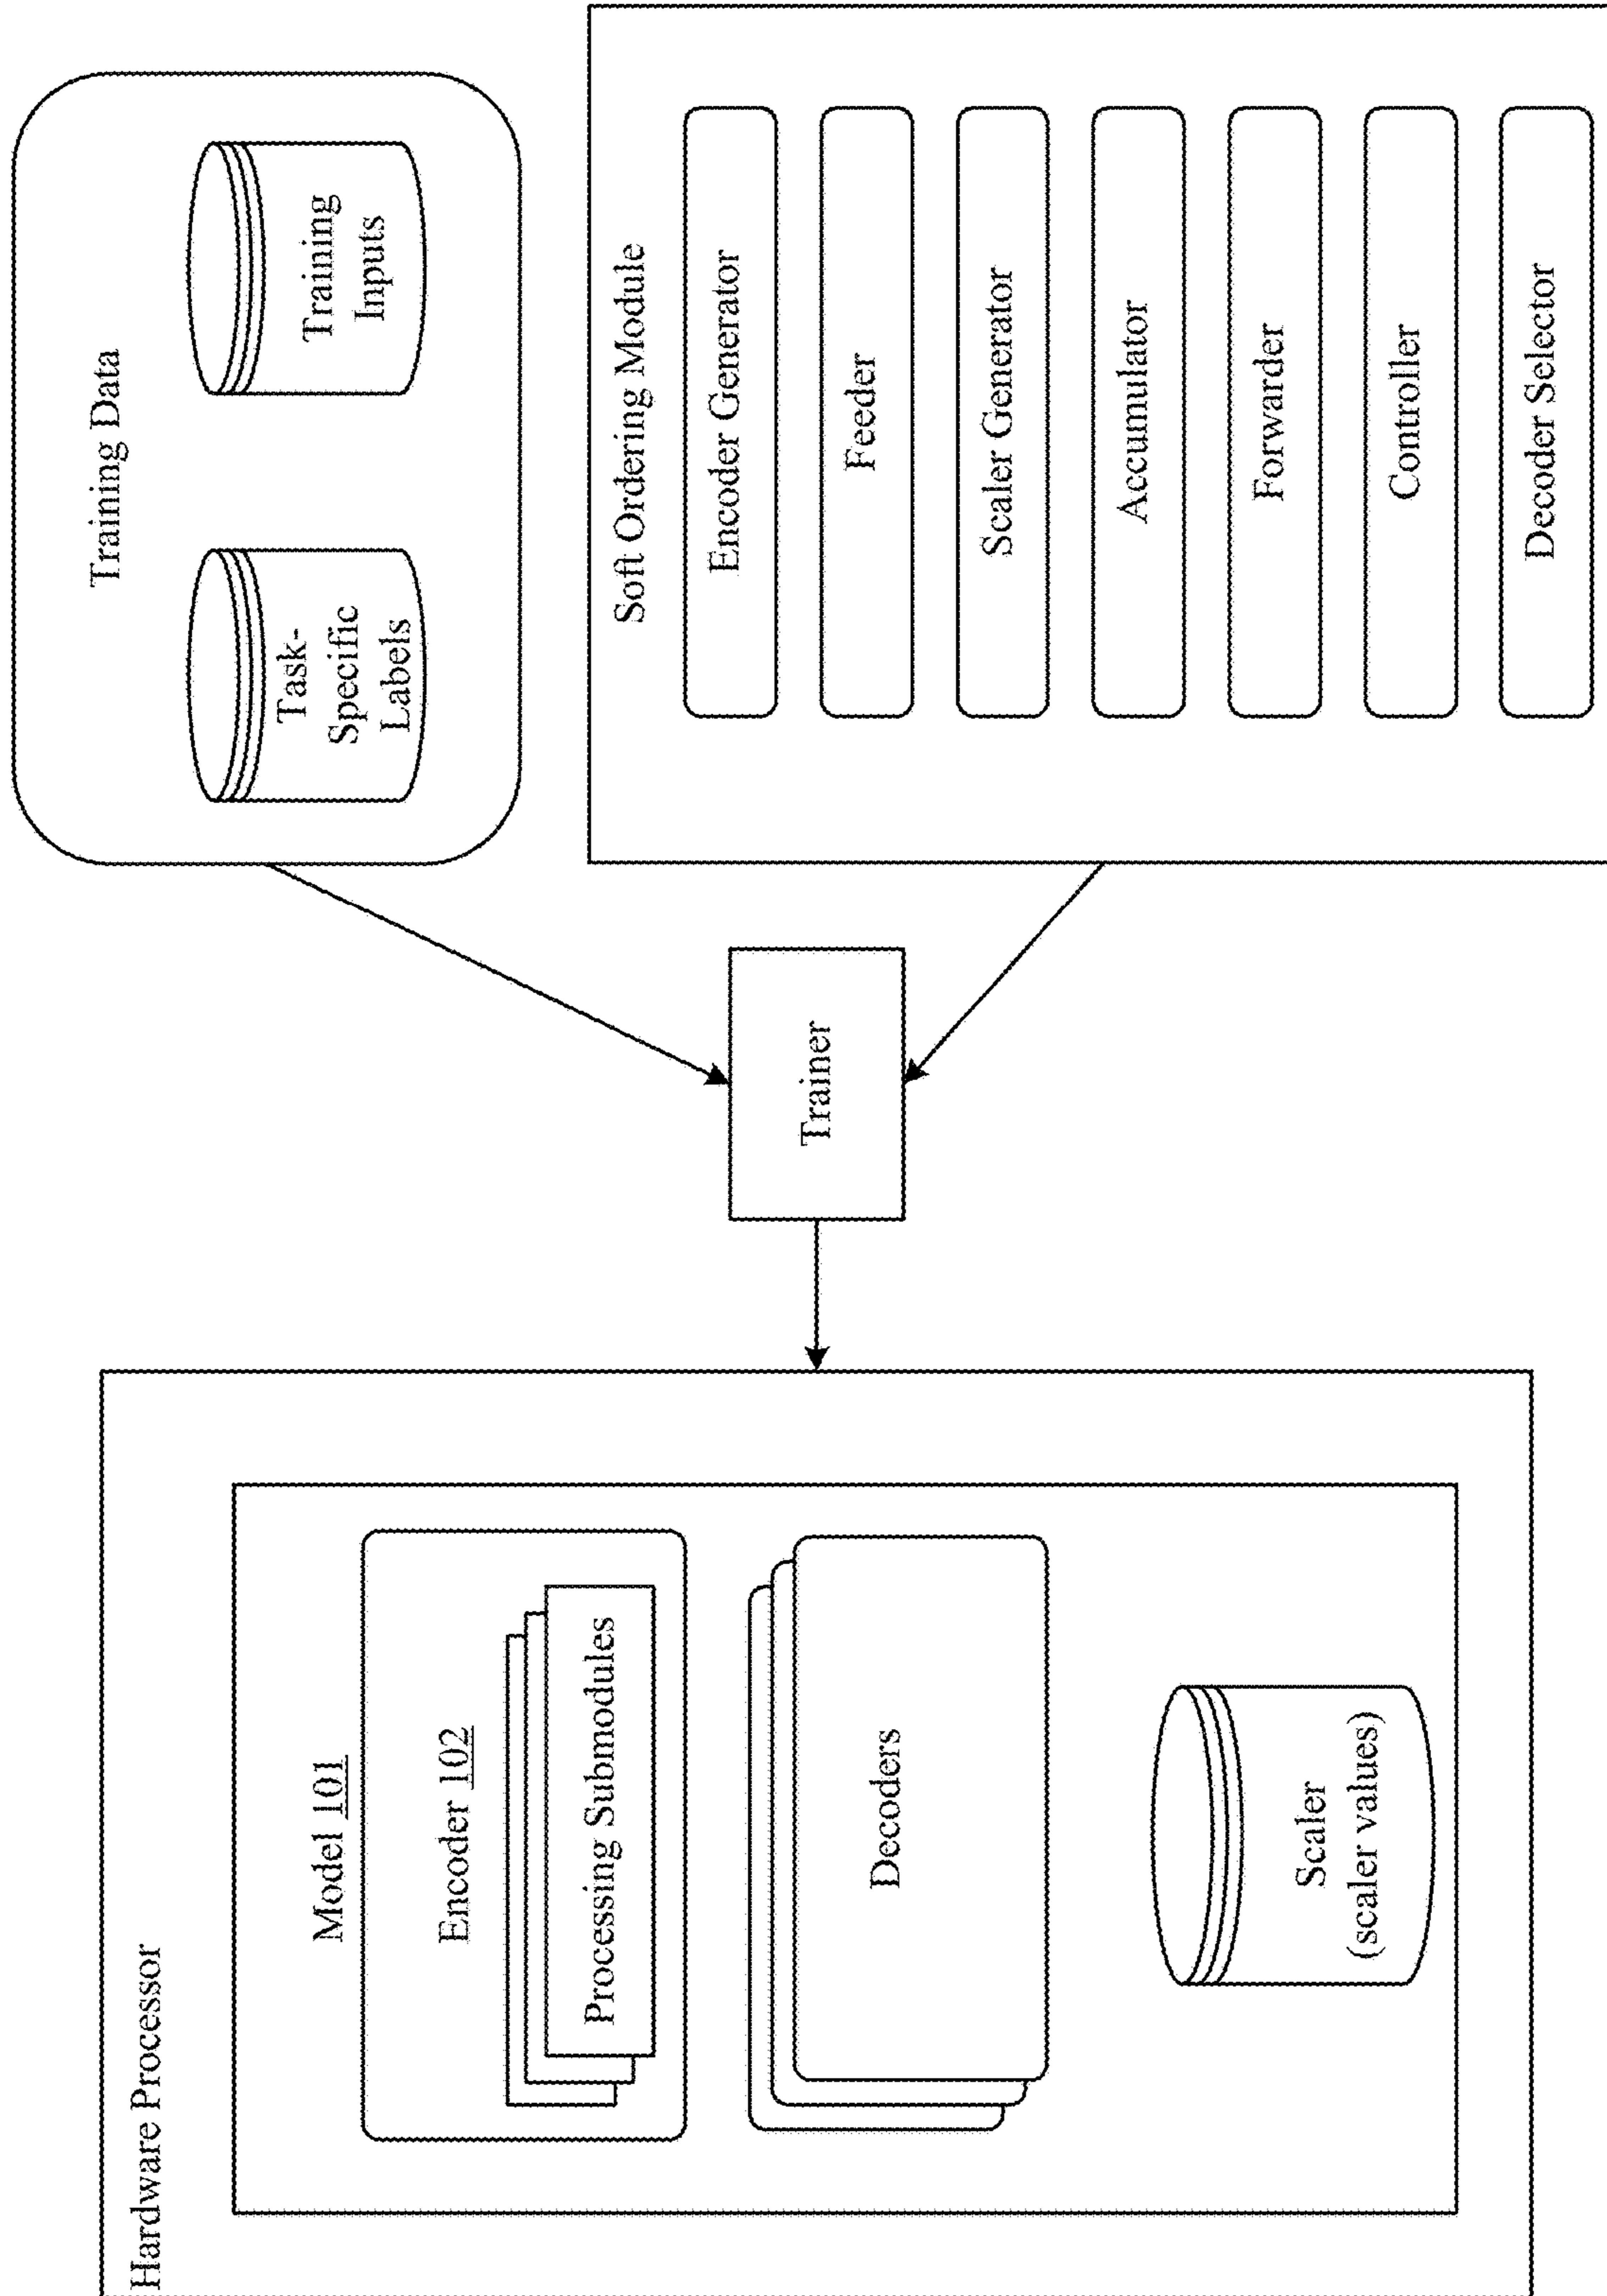 Hardware Processor
Model 101
Encoder 102
Processing Submodules
Decoders
Scaler
(scaler values)
Trainer
Training Data
Task-
Specific
Labels
Training
Inputs
Soft Ordering Module
Encoder Generator
Feeder
Scaler Generator
Accumulator
Forwarder
Controller
Decoder Selector